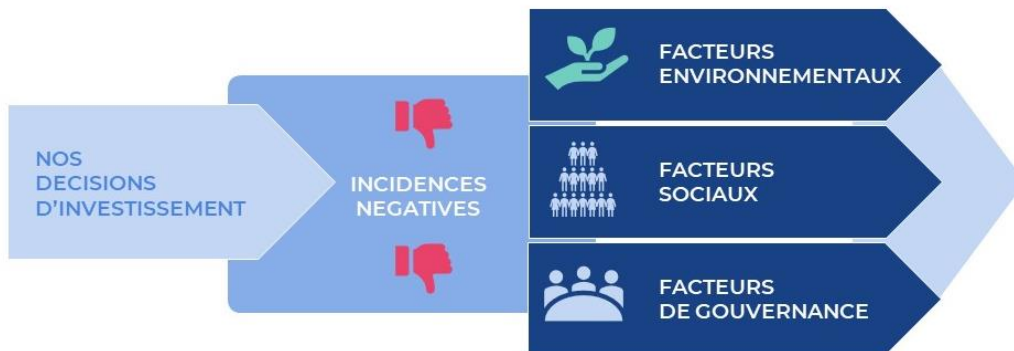 NOS
DECISIONS
D'INVESTISSEMENT
INCIDENCES
NEGATIVES
FACTEURS
ENVIRONNEMENTAUX
FACTEURS
SOCIAUX
FACTEURS
DE GOUVERNANCE